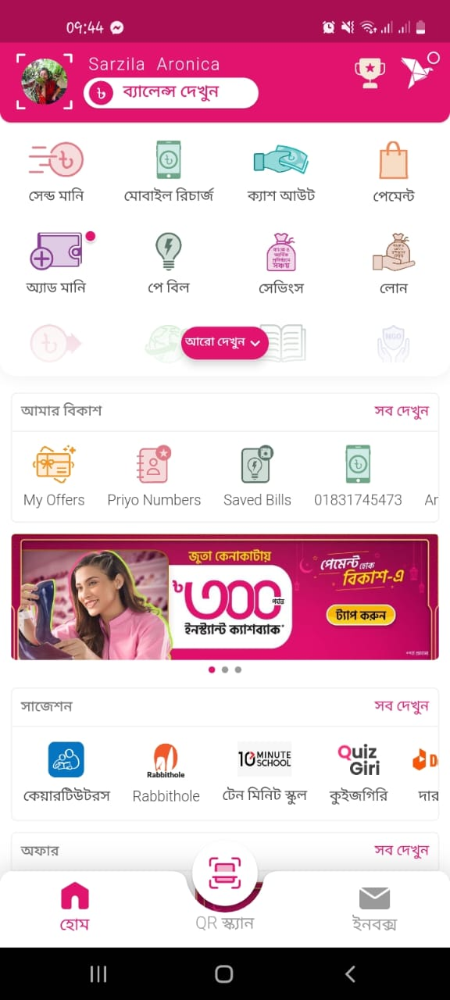 09:44
Sarzila Aronica
৳ ব্যালেন্স দেখুন
সেন্ড মানি
মোবাইল রিচার্জ
ক্যাশ আউট
পেমেন্ট
অ্যাড মানি
পে বিল
সেভিংস
লোন
আরো দেখুন
NGO
আমার বিকাশ
সব দেখুন
My Offers
Priyo Numbers
Saved Bills
01831745473
Ar
জুতা কেনাকাটায়
৳৩০০ পর্যন্ত
ইনস্ট্যান্ট ক্যাশব্যাক*
পেমেন্ট হোক
বিকাশ-এ
ট্যাপ করুন
সাজেশন
সব দেখুন
Rabbithole
10 MINUTE SCHOOL
Quiz Giri
D
কেয়ারটিউটরস
Rabbithole
টেন মিনিট স্কুল
কুইজগিরি
দার
অফার
সব দেখুন
হোম
QR স্ক্যান
ইনবক্স